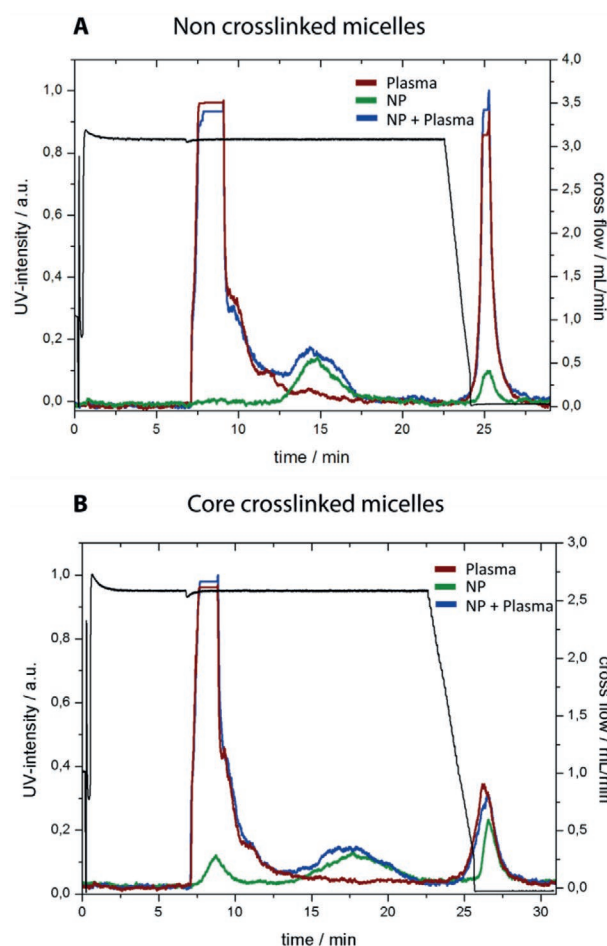 A Non crosslinked micelles
Plasma
NP
NP + Plasma
1,0
0,8
0,6
0,4
0,2
0,0
UV-intensity / a.u.
4,0
3,5
3,0
2,5
2,0
1,5
1,0
0,5
0,0
cross flow / mL/min
0 5 10 15 20 25
time / min
B Core crosslinked micelles
Plasma
NP
NP + Plasma
1,0
0,8
0,6
0,4
0,2
0,0
UV-intensity / a.u.
3,0
2,5
2,0
1,5
1,0
0,5
0,0
cross flow / mL/min
0 5 10 15 20 25 30
time / min